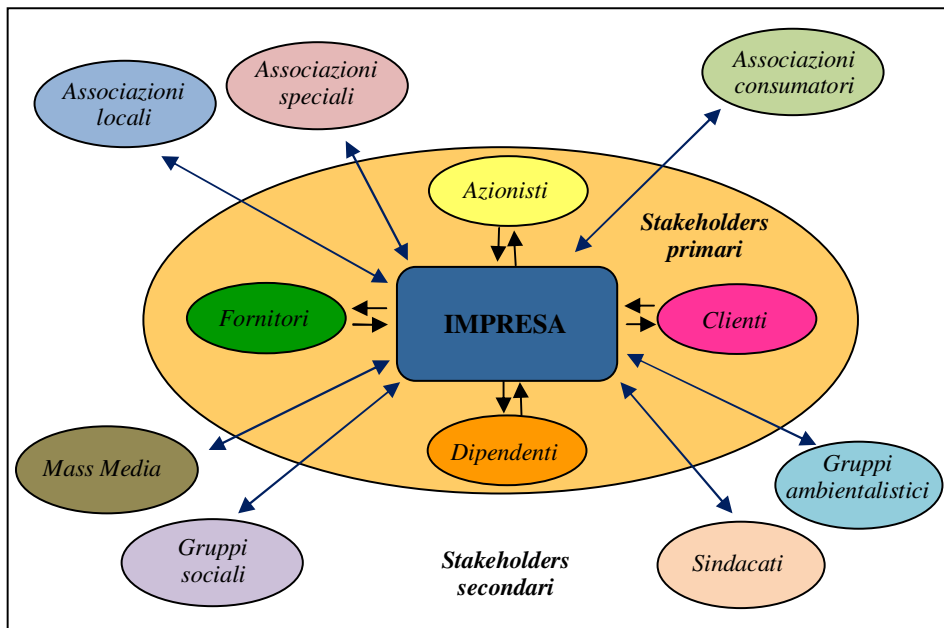 Associazioni
locali
Associazioni
speciali
Associazioni
consumatori
Azionisti
Stakeholders
primari
Fornitori
IMPRESA
Clienti
Dipendenti
Mass Media
Gruppi
ambientalistici
Gruppi
sociali
Stakeholders
secondari
Sindacati